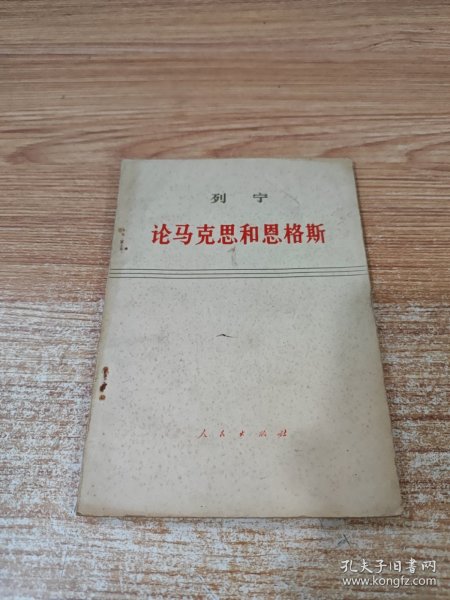 列 宁
论马克思和恩格斯
人民出版社
孔夫子旧书网
www.kongfz.com